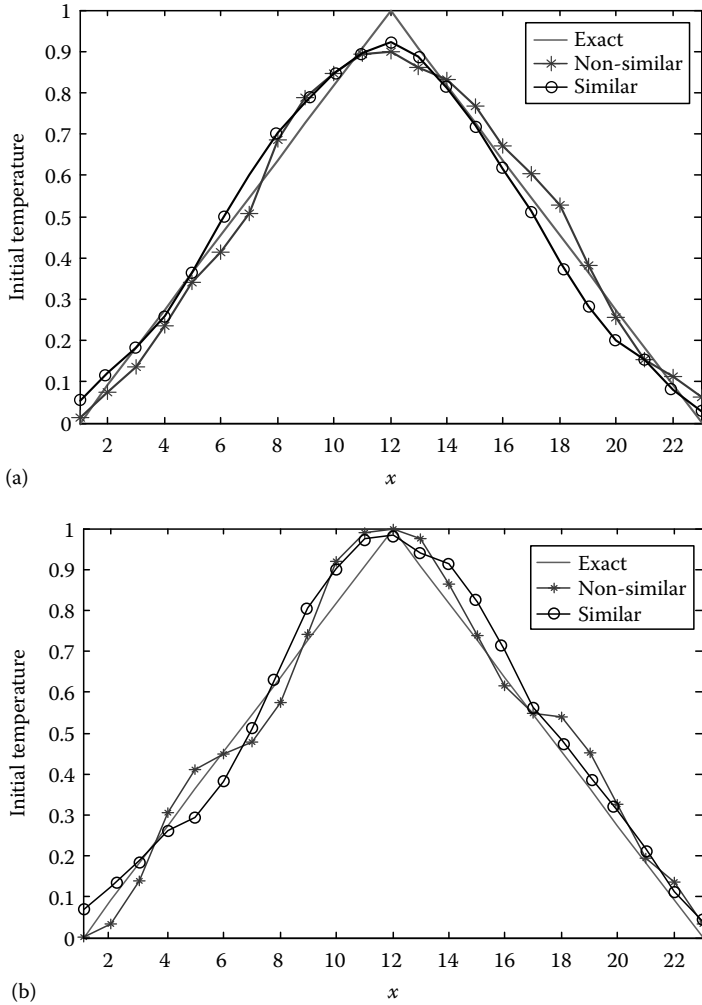 1
0.9
0.8
0.7
0.6
0.5
0.4
0.3
0.2
0.1
0
Initial temperature
Exact
Non-similar
Similar
2 4 6 8 10 12 14 16 18 20 22
x
(a)
1
0.9
0.8
0.7
0.6
0.5
0.4
0.3
0.2
0.1
0
Initial temperature
Exact
Non-similar
Similar
2 4 6 8 10 12 14 16 18 20 22
x
(b)